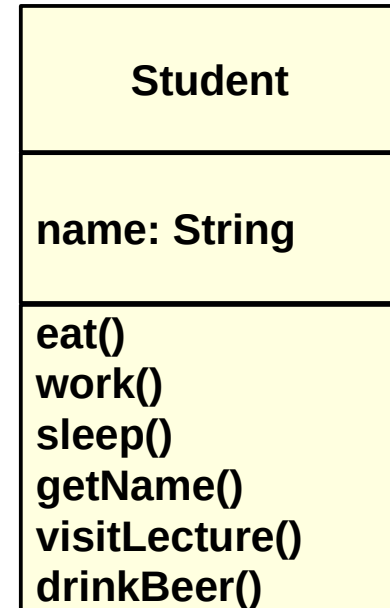 Student
name: String
eat()
work()
sleep()
getName()
visitLecture()
drinkBeer()